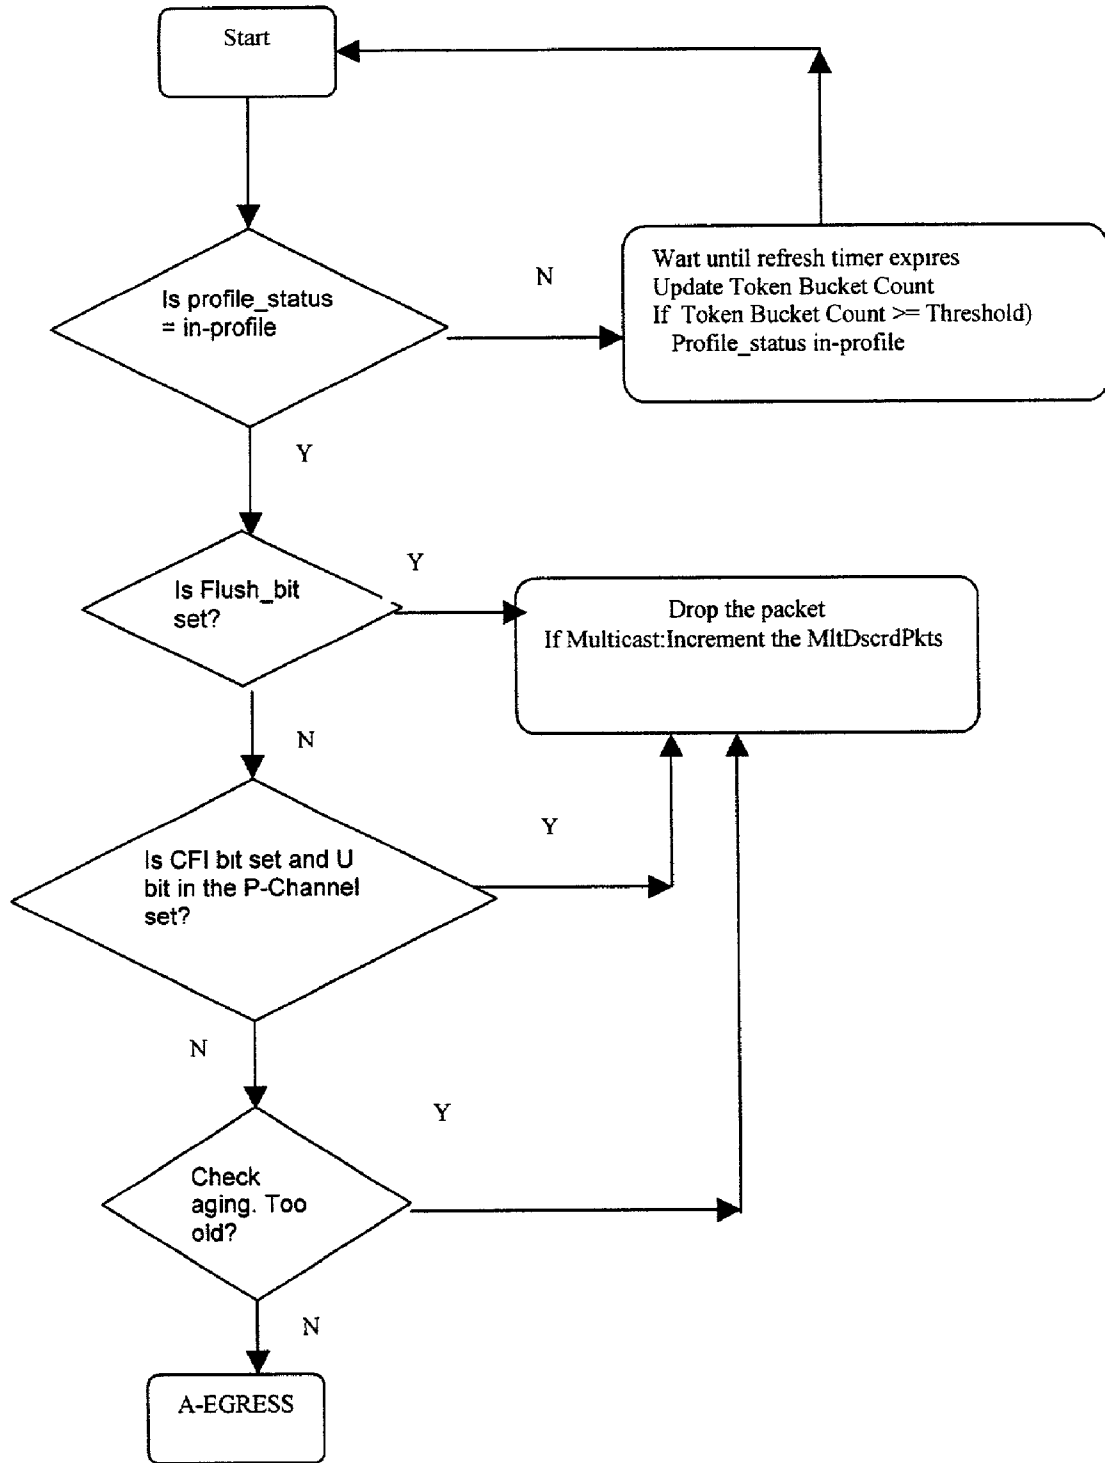 Start
Is profile_status
= in-profile
N
Wait until refresh timer expires
Update Token Bucket Count
If Token Bucket Count >= Threshold)
Profile_status in-profile
Y
Is Flush_bit
set?
Y
Drop the packet
If Multicast:Increment the MltDscrdPkts
N
Is CFI bit set and U
bit in the P-Channel
set?
Y
N
Check
aging. Too
old?
Y
N
A-EGRESS